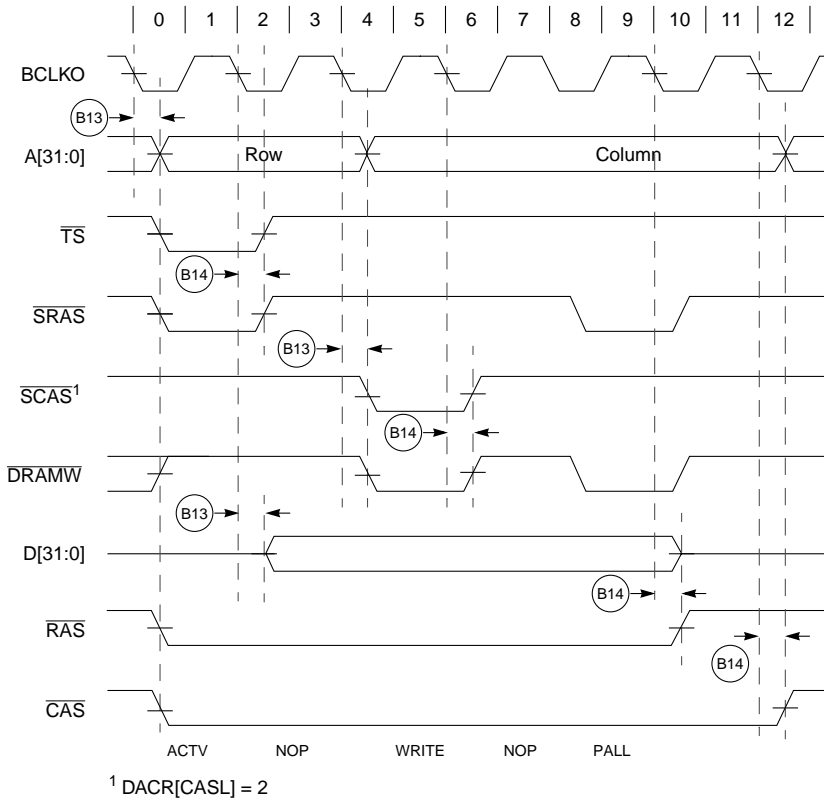 0 1 2 3 4 5 6 7 8 9 10 11 12
BCLKO
B13
A[31:0] Row Column
TS
B14
SRAS
B13
SCAS1
B14
DRAMW
B13
D[31:0]
B14
RAS
B14
CAS
ACTV NOP WRITE NOP PALL
1 DACR[CASL] = 2